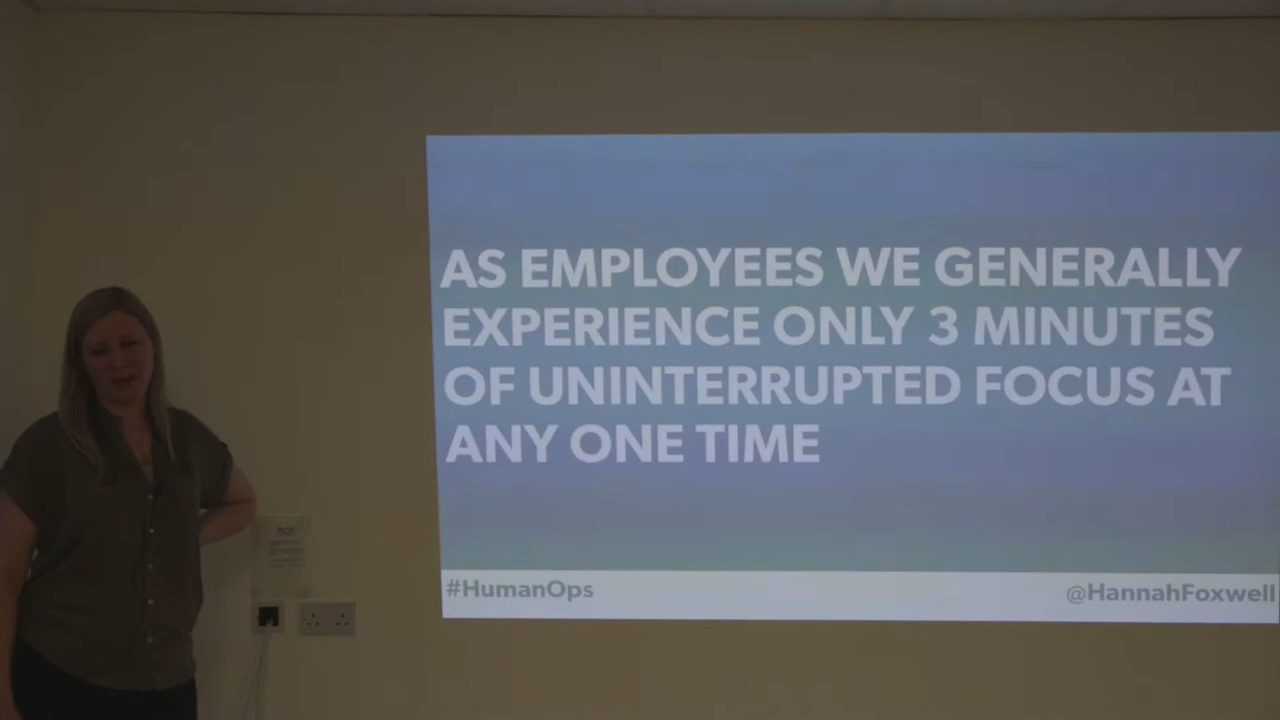 AS EMPLOYEES WE GENERALLY
EXPERIENCE ONLY 3 MINUTES
OF UNINTERRUPTED FOCUS AT
ANY ONE TIME
#HumanOps
@HannahFoxwell